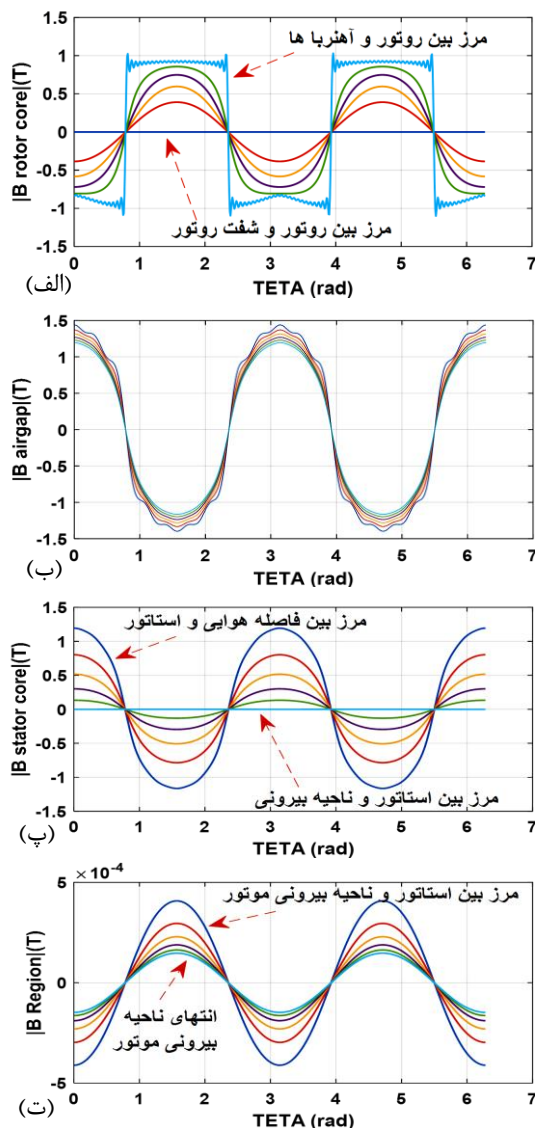 مرز بین روتور و آهنربا ها
1.5
1
0.5
0
-0.5
-1
-1.5
|B rotor core|(T)
مرز بین روتور و شفت روتور
0 1 2 3 4 5 6 7
TETA (rad)
(الف)
1.5
1
0.5
0
-0.5
-1
-1.5
|B airgap|(T)
0 1 2 3 4 5 6 7
TETA (rad)
(ب)
1.5
1
0.5
0
-0.5
-1
-1.5
|B stator core|(T)
مرز بین فاصله هوایی و استاتور
مرز بین استاتور و ناحیه بیرونی
0 1 2 3 4 5 6 7
TETA (rad)
(پ)
×10-4
5
0
-5
|B Region|(T)
مرز بین استاتور و ناحیه بیرونی موتور
انتهای ناحیه
بیرونی موتور
0 1 2 3 4 5 6 7
TETA (rad)
(ت)